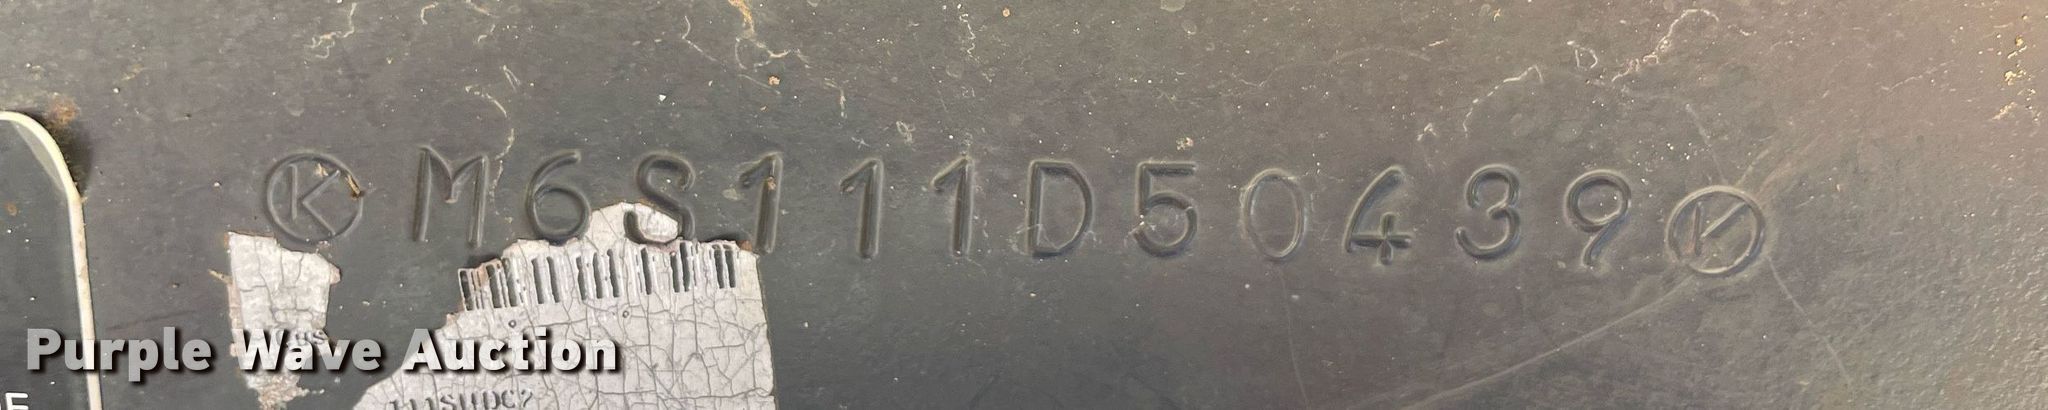 K M6S111D50439 K
Purple Wave Auction